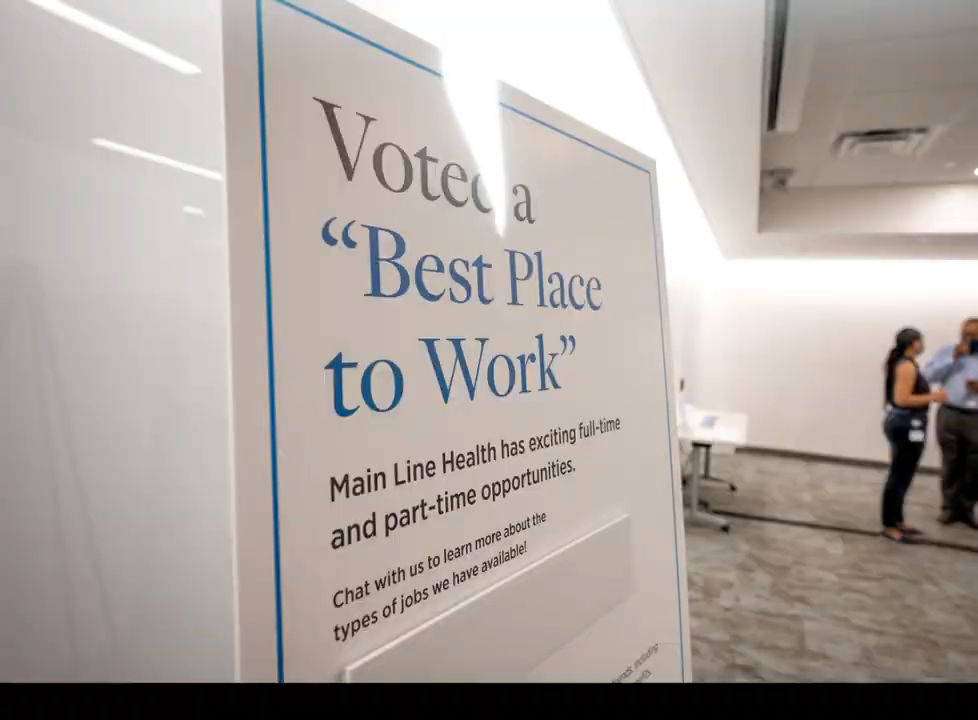 Voted a
“Best Place
to Work”
Main Line Health has exciting full-time
and part-time opportunities.
Chat with us to learn more about the
types of jobs we have available!
including